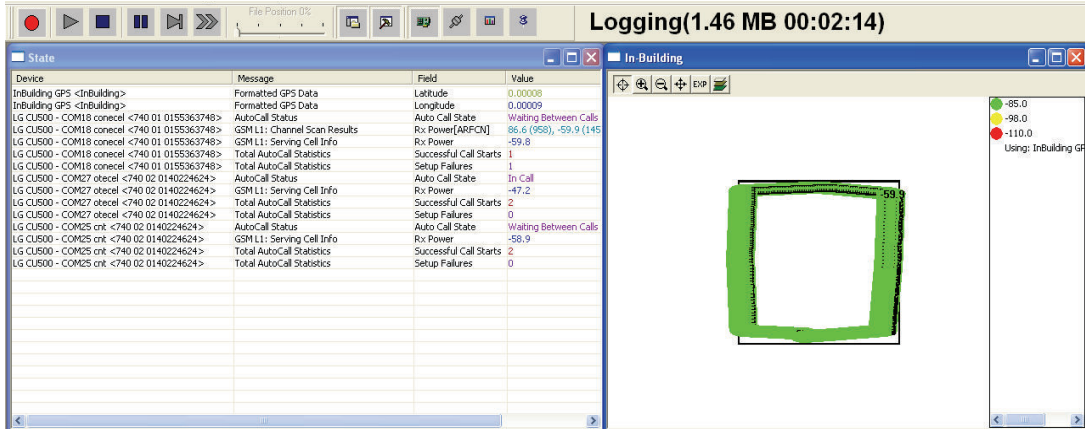 File Position 0%
Logging(1.46 MB 00:02:14)
State
Device Message Field Value
InBuilding GPS <InBuilding> Formatted GPS Data Latitude 0.00008
InBuilding GPS <InBuilding> Formatted GPS Data Longitude 0.00009
LG CU500 - COM18 conecel <740 01 0155363748> AutoCall Status Auto Call State Waiting Between Calls
LG CU500 - COM18 conecel <740 01 0155363748> GSM L1: Channel Scan Results Rx Power[ARFCN] 86.6 (958), -59.9 (145
LG CU500 - COM18 conecel <740 01 0155363748> GSM L1: Serving Cell Info Rx Power -59.8
LG CU500 - COM18 conecel <740 01 0155363748> Total AutoCall Statistics Successful Call Starts 1
LG CU500 - COM18 conecel <740 01 0155363748> Total AutoCall Statistics Setup Failures 1
LG CU500 - COM27 otecel <740 02 0140224624> AutoCall Status Auto Call State In Call
LG CU500 - COM27 otecel <740 02 0140224624> GSM L1: Serving Cell Info Rx Power -47.2
LG CU500 - COM27 otecel <740 02 0140224624> Total AutoCall Statistics Successful Call Starts 2
LG CU500 - COM27 otecel <740 02 0140224624> Total AutoCall Statistics Setup Failures 0
LG CU500 - COM25 cnt <740 02 0140224624> AutoCall Status Auto Call State Waiting Between Calls
LG CU500 - COM25 cnt <740 02 0140224624> GSM L1: Serving Cell Info Rx Power -58.9
LG CU500 - COM25 cnt <740 02 0140224624> Total AutoCall Statistics Successful Call Starts 2
LG CU500 - COM25 cnt <740 02 0140224624> Total AutoCall Statistics Setup Failures 0
In-Building
EXP
-85.0
-98.0
-110.0
Using: InBuilding GP
-59.9